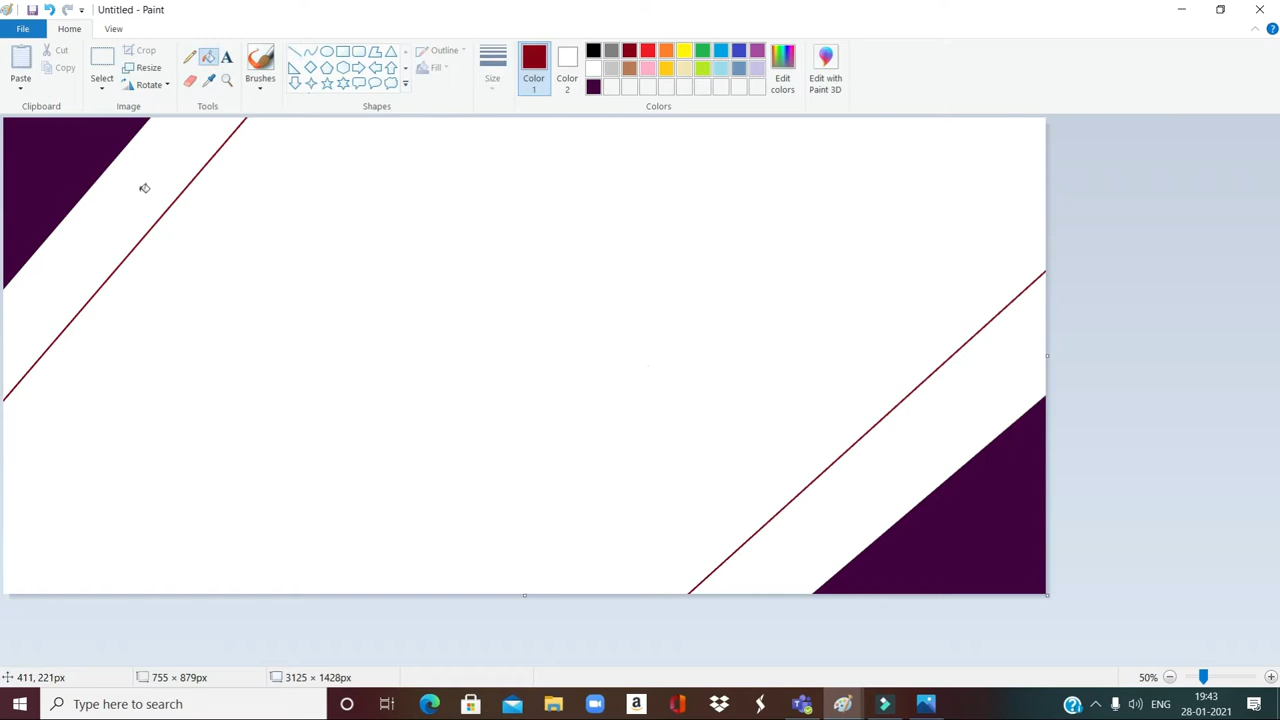 Untitled - Paint
File
Home
View
Paste
Cut
Copy
Clipboard
Select
Crop
Resize
Rotate
Image
A
Tools
Brushes
Outline
Fill
Shapes
Size
Color
1
Color
2
Edit
colors
Colors
Edit with
Paint 3D
411, 221px
755 × 879px
3125 × 1428px
50%
Type here to search
ENG
19:43
28-01-2021